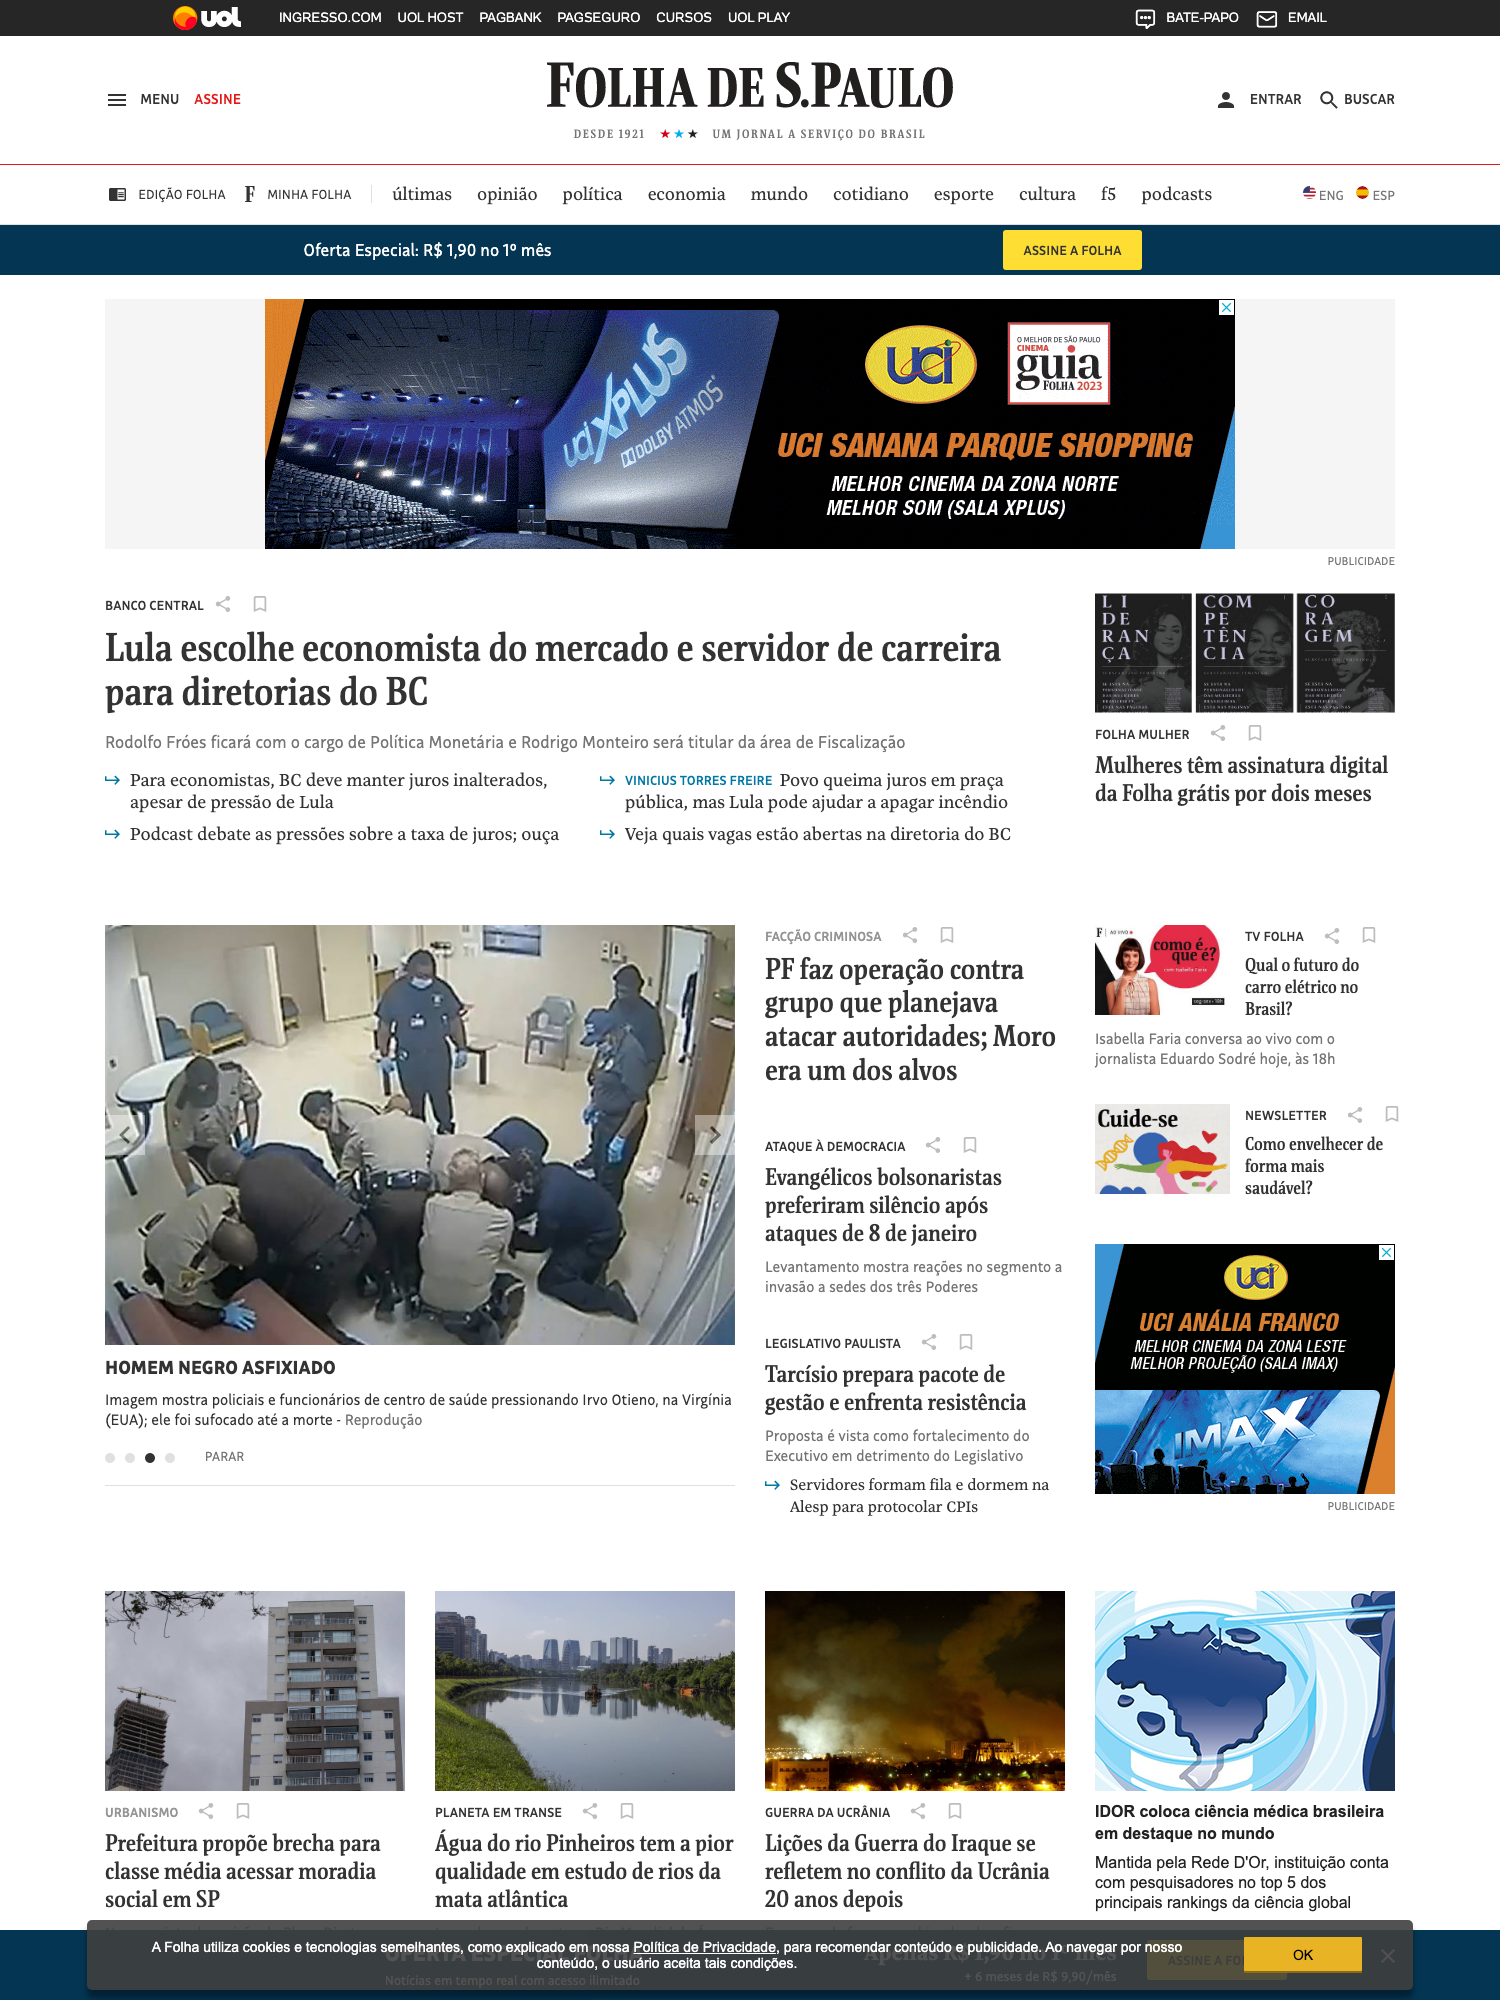 uol
INGRESSO.COM UOL HOST PAGBANK PAGSEGURO CURSOS UOL PLAY
BATE-PAPO EMAIL
MENU ASSINE
FOLHA DE S.PAULO
DESDE 1921 ★★★ UM JORNAL A SERVIÇO DO BRASIL
ENTRAR BUSCAR
EDIÇÃO FOLHA F MINHA FOLHA
últimas opinião política economia mundo cotidiano esporte cultura f5 podcasts
ENG ESP
Oferta Especial: R$ 1,90 no 1º mês
ASSINE A FOLHA
uci XPLUS
DOLBY ATMOS
uci
O MELHOR DE SÃO PAULO
CINEMA
guia
FOLHA 2023
UCI SANANA PARQUE SHOPPING
MELHOR CINEMA DA ZONA NORTE
MELHOR SOM (SALA XPLUS)
PUBLICIDADE
BANCO CENTRAL
Lula escolhe economista do mercado e servidor de carreira
para diretorias do BC
Rodolfo Fróes ficará com o cargo de Política Monetária e Rodrigo Monteiro será titular da área de Fiscalização
Para economistas, BC deve manter juros inalterados,
apesar de pressão de Lula
Podcast debate as pressões sobre a taxa de juros; ouça
VINICIUS TORRES FREIRE Povo queima juros em praça
pública, mas Lula pode ajudar a apagar incêndio
Veja quais vagas estão abertas na diretoria do BC
LI
DE
RAN
ÇA
COM
PE
TÊN
CIA
CO
RA
GEM
FOLHA MULHER
Mulheres têm assinatura digital
da Folha grátis por dois meses
HOMEM NEGRO ASFIXIADO
Imagem mostra policiais e funcionários de centro de saúde pressionando Irvo Otieno, na Virgínia
(EUA); ele foi sufocado até a morte - Reprodução
PARAR
FACÇÃO CRIMINOSA
PF faz operação contra
grupo que planejava
atacar autoridades; Moro
era um dos alvos
ATAQUE À DEMOCRACIA
Evangélicos bolsonaristas
preferiram silêncio após
ataques de 8 de janeiro
Levantamento mostra reações no segmento a
invasão a sedes dos três Poderes
LEGISLATIVO PAULISTA
Tarcísio prepara pacote de
gestão e enfrenta resistência
Proposta é vista como fortalecimento do
Executivo em detrimento do Legislativo
Servidores formam fila e dormem na
Alesp para protocolar CPIs
F AO VIVO
como é
que é?
com Isabella Faria
TV FOLHA
Qual o futuro do
carro elétrico no
Brasil?
Isabella Faria conversa ao vivo com o
jornalista Eduardo Sodré hoje, às 18h
Cuide-se
NEWSLETTER
Como envelhecer de
forma mais
saudável?
uci
UCI ANÁLIA FRANCO
MELHOR CINEMA DA ZONA LESTE
MELHOR PROJEÇÃO (SALA IMAX)
IMAX
PUBLICIDADE
URBANISMO
Prefeitura propõe brecha para
classe média acessar moradia
social em SP
PLANETA EM TRANSE
Água do rio Pinheiros tem a pior
qualidade em estudo de rios da
mata atlântica
GUERRA DA UCRÂNIA
Lições da Guerra do Iraque se
refletem no conflito da Ucrânia
20 anos depois
IDOR coloca ciência médica brasileira
em destaque no mundo
Mantida pela Rede D'Or, instituição conta
com pesquisadores no top 5 dos
principais rankings da ciência global
A Folha utiliza cookies e tecnologias semelhantes, como explicado em nossa Política de Privacidade, para recomendar conteúdo e publicidade. Ao navegar por nosso
conteúdo, o usuário aceita tais condições.
OK
Notícias em tempo real com acesso ilimitado
Apenas R$ 1,90 no 1º mês
+ 6 meses de R$ 9,90/mês
ASSINE A FO